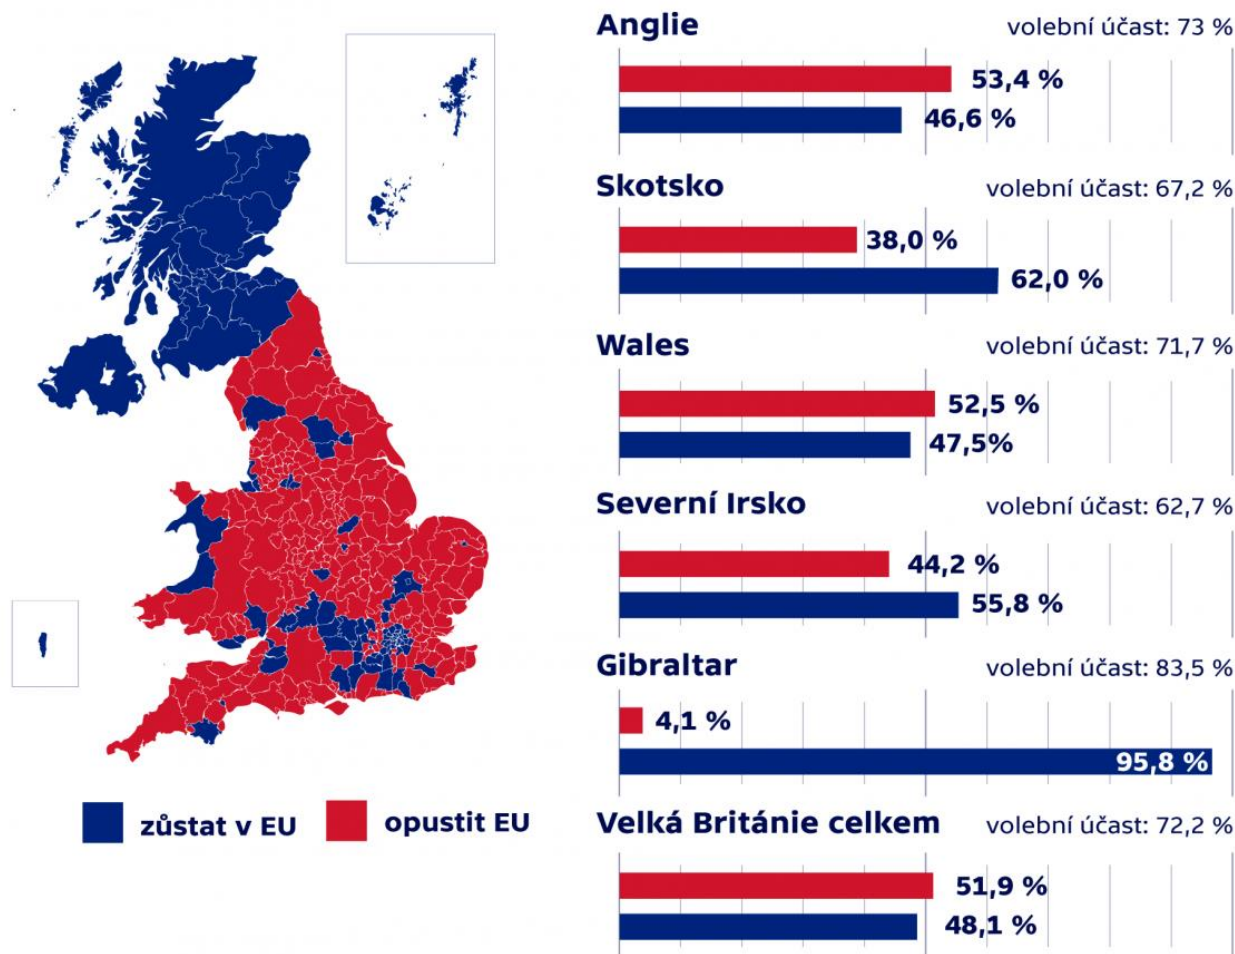 Anglie volební účast: 73 %
53,4 %
46,6 %
Skotsko volební účast: 67,2 %
38,0 %
62,0 %
Wales volební účast: 71,7 %
52,5 %
47,5%
Severní Irsko volební účast: 62,7 %
44,2 %
55,8 %
Gibraltar volební účast: 83,5 %
4,1 %
95,8 %
zůstat v EU opustit EU
Velká Británie celkem volební účast: 72,2 %
51,9 %
48,1 %